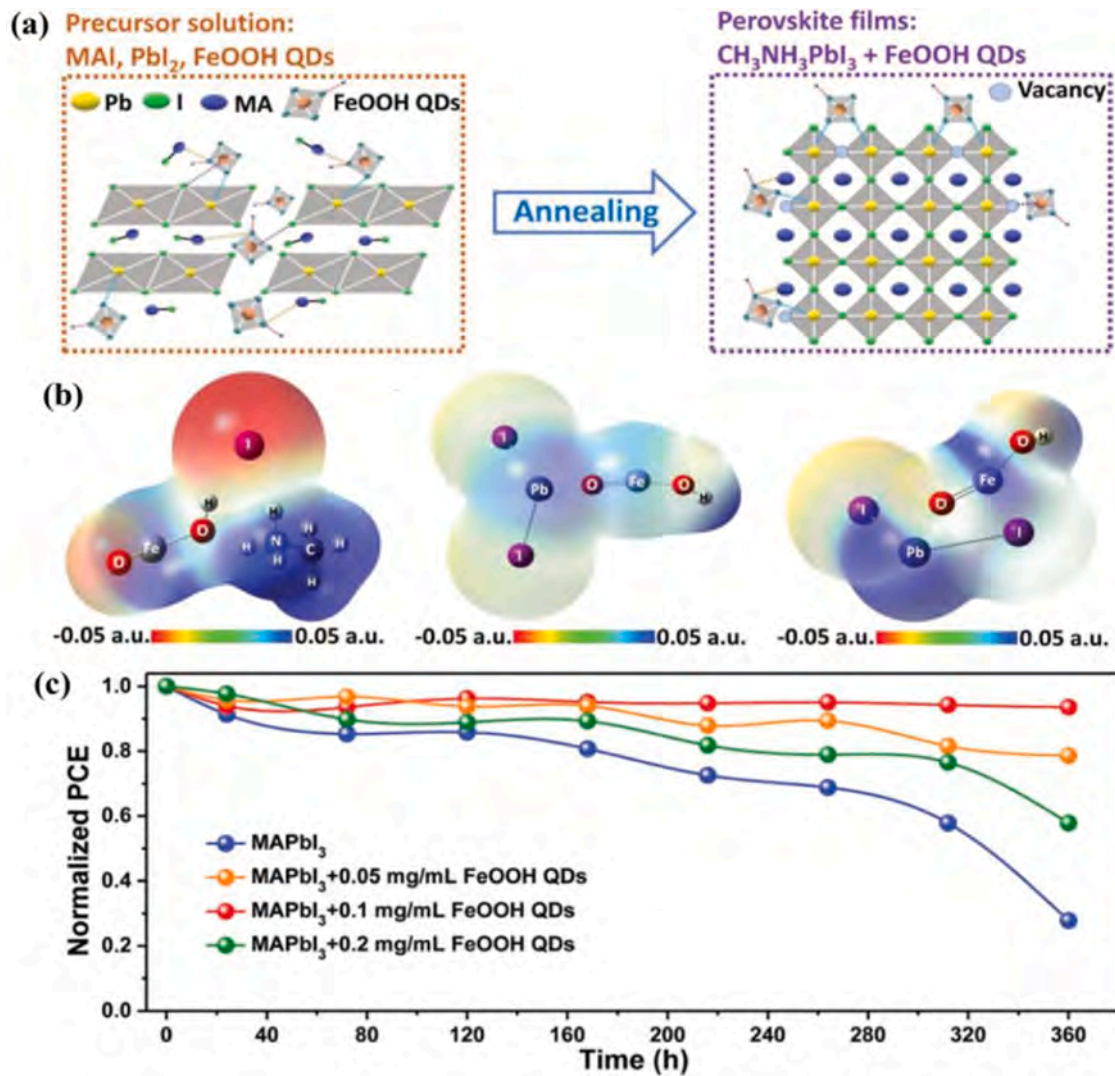 (a) Precursor solution:
MAI, PbI₂, FeOOH QDs
Pb I MA FeOOH QDs
Annealing
Perovskite films:
CH₃NH₃PbI₃ + FeOOH QDs
Vacancy
(b)
I
H
O
Fe
O
H
H
N
H
H
C
H
H
-0.05 a.u. 0.05 a.u.
I
Pb
O
Fe
O
H
I
-0.05 a.u. 0.05 a.u.
O
H
Fe
O
I
I
Pb
-0.05 a.u. 0.05 a.u.
(c)
Normalized PCE
1.0
0.8
0.6
0.4
0.2
0.0
MAPbI₃
MAPbI₃+0.05 mg/mL FeOOH QDs
MAPbI₃+0.1 mg/mL FeOOH QDs
MAPbI₃+0.2 mg/mL FeOOH QDs
0 40 80 120 160 200 240 280 320 360
Time (h)